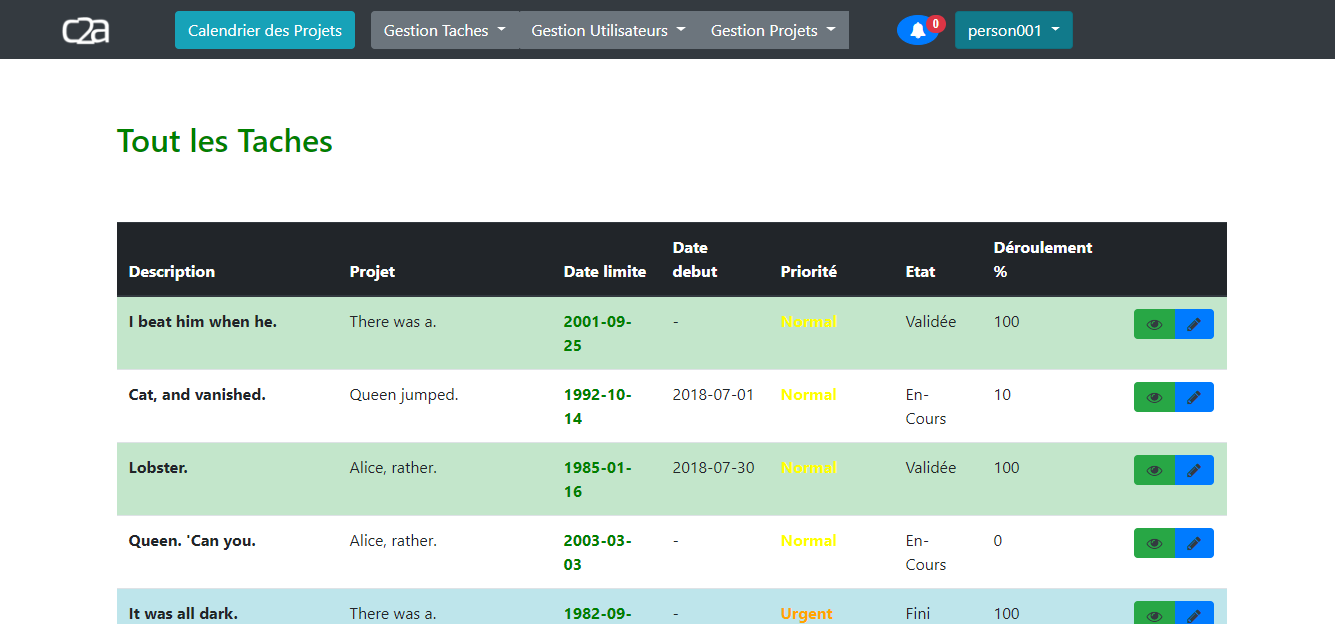 c2a
Calendrier des Projets
Gestion Taches
Gestion Utilisateurs
Gestion Projets
0
person001
Tout les Taches
Description Projet Date limite Date debut Priorité Etat Déroulement %
I beat him when he. There was a. 2001-09-25 - Normal Validée 100
Cat, and vanished. Queen jumped. 1992-10-14 2018-07-01 Normal En-Cours 10
Lobster. Alice, rather. 1985-01-16 2018-07-30 Normal Validée 100
Queen. 'Can you. Alice, rather. 2003-03-03 - Normal En-Cours 0
It was all dark. There was a. 1982-09- - Urgent Fini 100